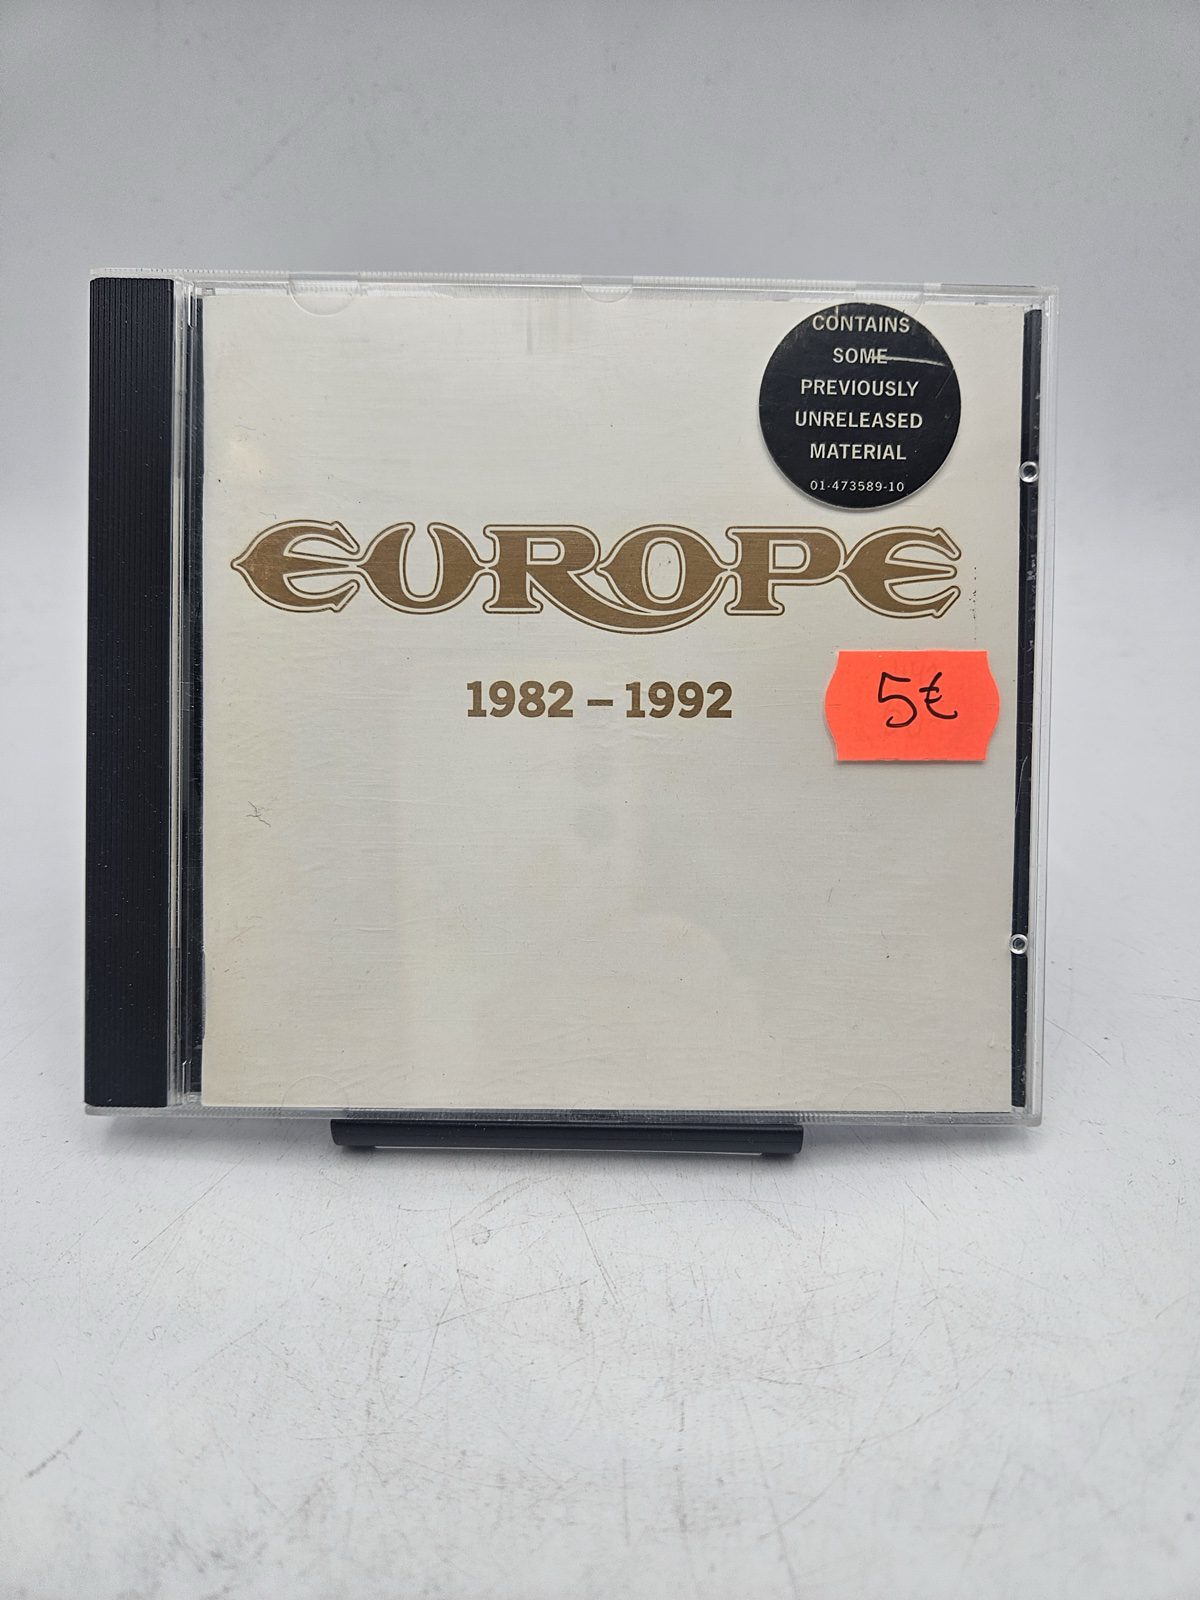 CONTAINS
SOME
PREVIOUSLY
UNRELEASED
MATERIAL
01-473589-10
EUROPE
1982 – 1992
5€